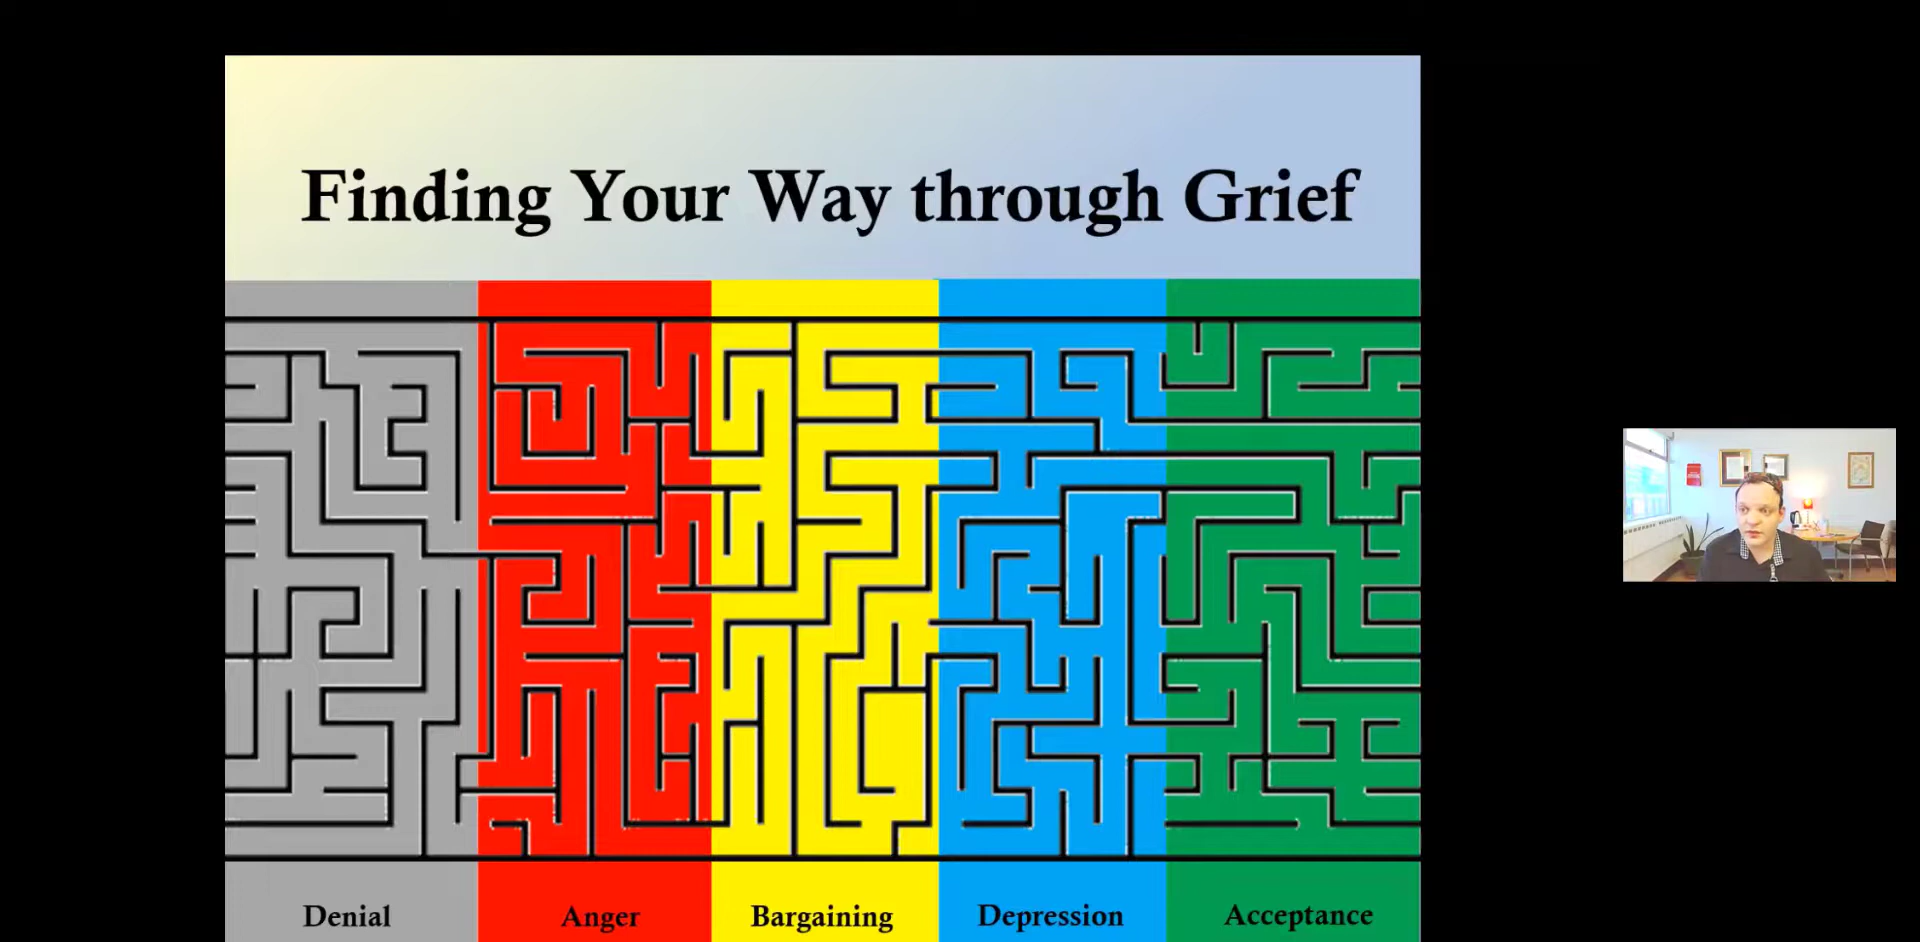 Finding Your Way through Grief
Denial
Anger
Bargaining
Depression
Acceptance